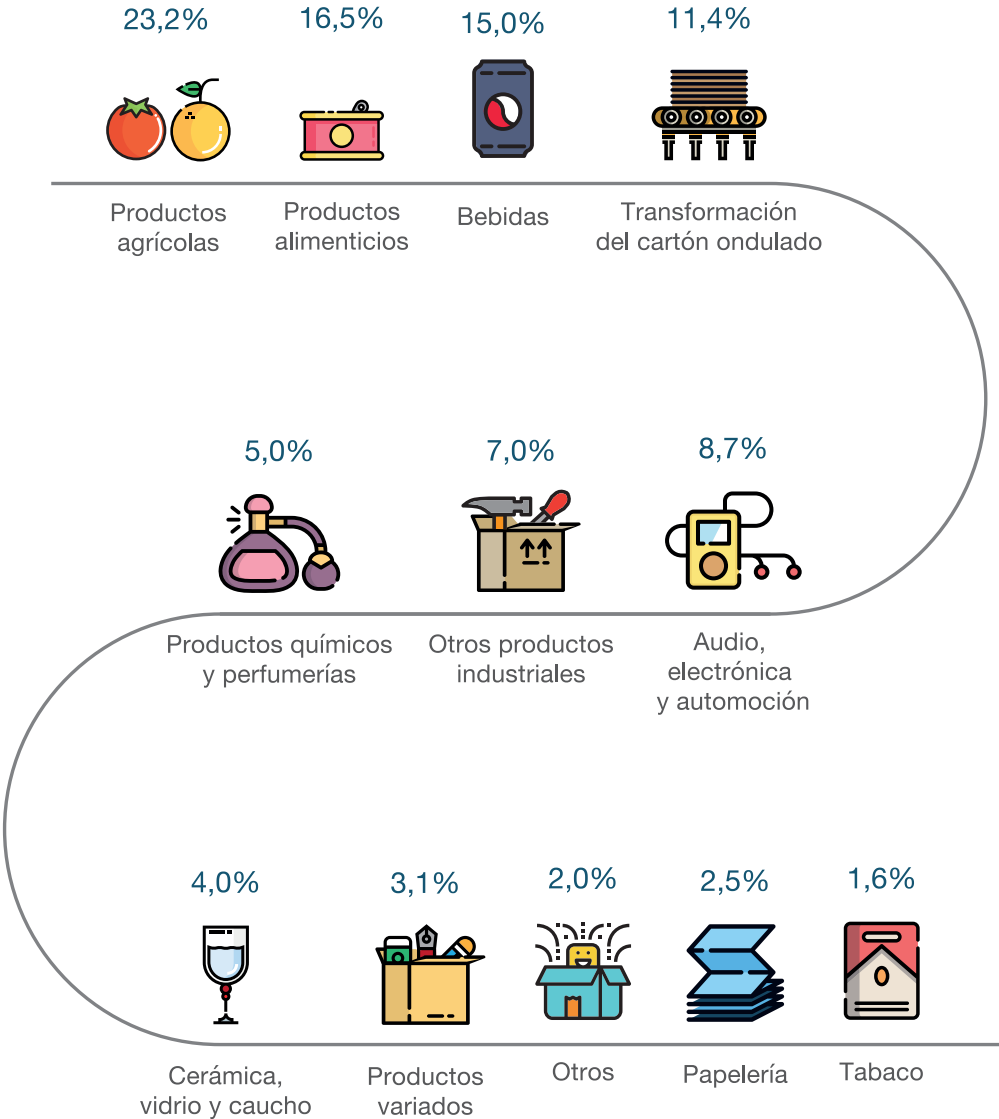 23,2%
16,5%
15,0%
11,4%
Productos
agrícolas
Productos
alimenticios
Bebidas
Transformación
del cartón ondulado
5,0%
7,0%
8,7%
Productos químicos
y perfumerías
Otros productos
industriales
Audio,
electrónica
y automoción
4,0%
3,1%
2,0%
2,5%
1,6%
Cerámica,
vidrio y caucho
Productos
variados
Otros
Papelería
Tabaco